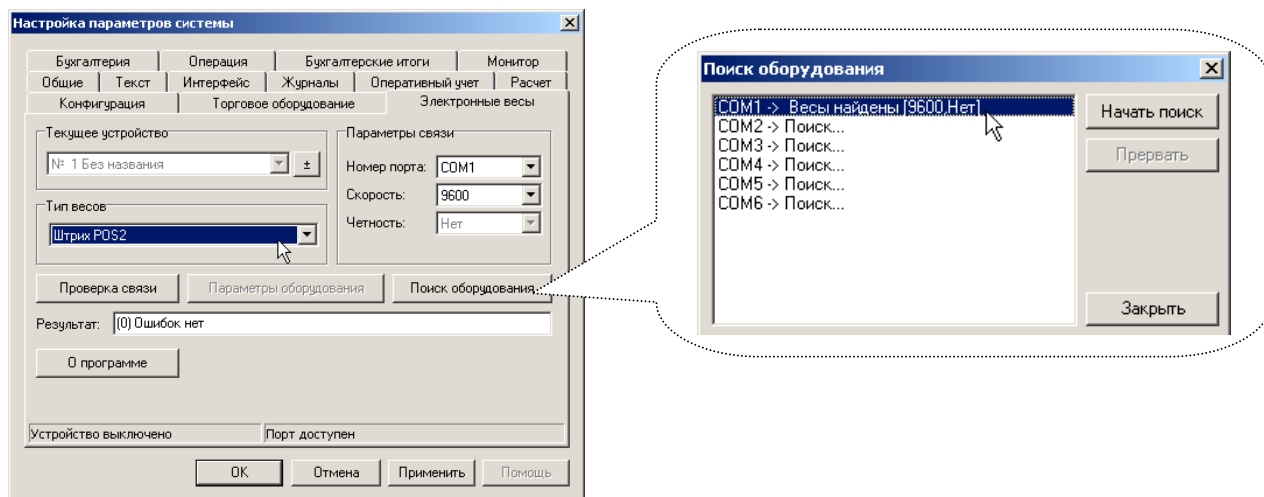 Настройка параметров системы
Бухгалтерия Операция Бухгалтерские итоги Монитор
Общие Текст Интерфейс Журналы Оперативный учет Расчет
Конфигурация Торговое оборудование Электронные весы
Текущее устройство
№ 1 Без названия ±
Тип весов
Штрих POS2
Параметры связи
Номер порта: COM1
Скорость: 9600
Четность: Нет
Проверка связи Параметры оборудования Поиск оборудования
Результат: (0) Ошибок нет
О программе
Устройство выключено Порт доступен
OK Отмена Применить Помощь
Поиск оборудования
COM1 -> Весы найдены [9600,Нет]
COM2 -> Поиск...
COM3 -> Поиск...
COM4 -> Поиск...
COM5 -> Поиск...
COM6 -> Поиск...
Начать поиск
Прервать
Закрыть